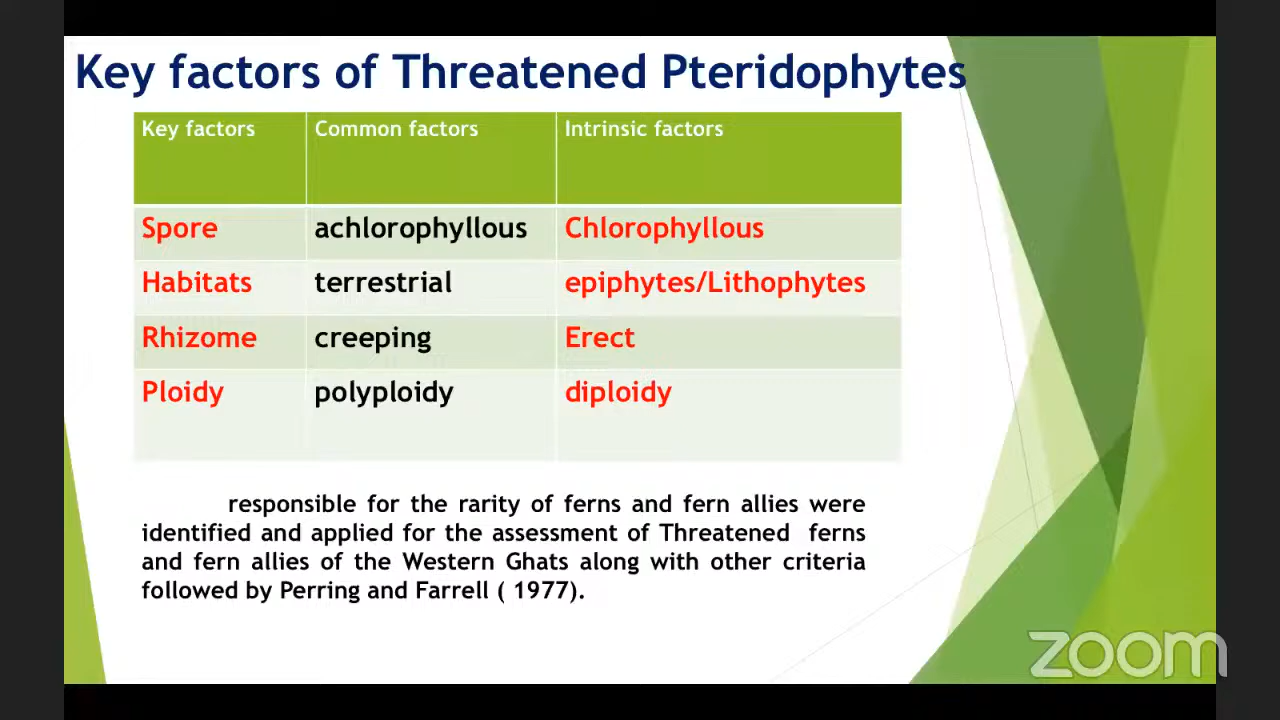 Key factors of Threatened Pteridophytes
Key factors Common factors Intrinsic factors
Spore achlorophyllous Chlorophyllous
Habitats terrestrial epiphytes/Lithophytes
Rhizome creeping Erect
Ploidy polyploidy diploidy
responsible for the rarity of ferns and fern allies were
identified and applied for the assessment of Threatened ferns
and fern allies of the Western Ghats along with other criteria
followed by Perring and Farrell ( 1977).
zoom